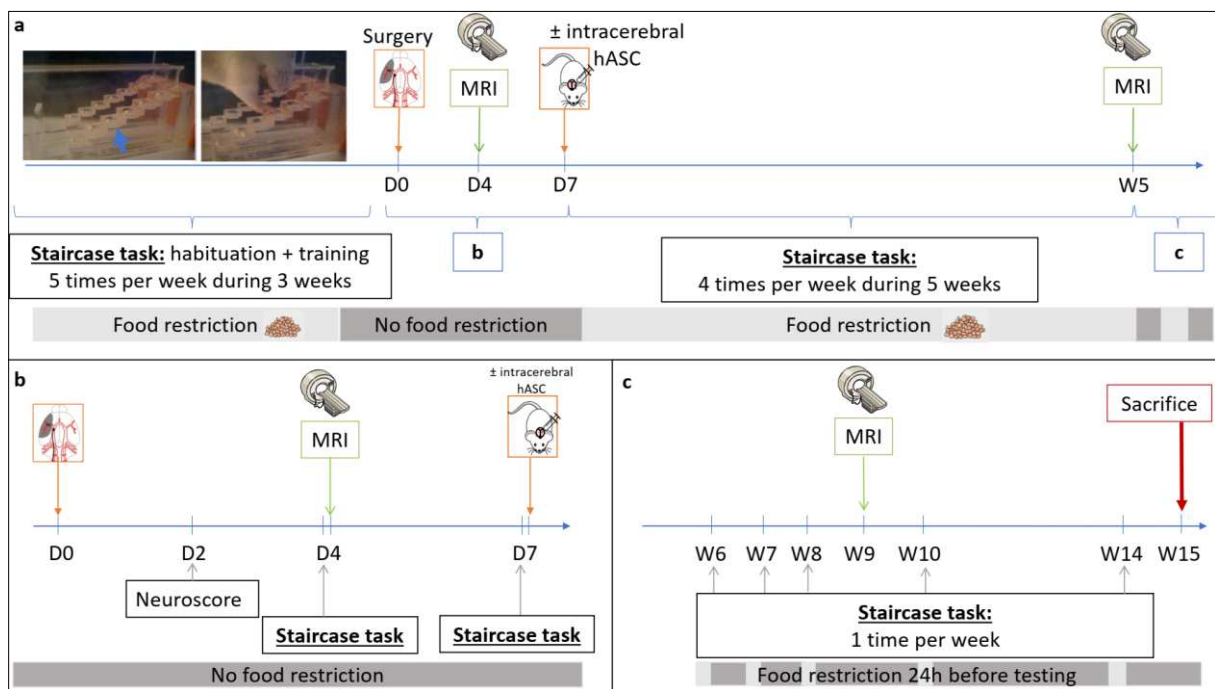 a
Surgery
MRI
± intracerebral
hASC
MRI
D0
D4
D7
W5
Staircase task: habituation + training
5 times per week during 3 weeks
b
Staircase task:
4 times per week during 5 weeks
c
Food restriction
No food restriction
Food restriction
b
MRI
± intracerebral
hASC
D0
D2
D4
D7
Neuroscore
Staircase task
Staircase task
No food restriction
c
MRI
Sacrifice
W6
W7
W8
W9
W10
W14
W15
Staircase task:
1 time per week
Food restriction 24h before testing